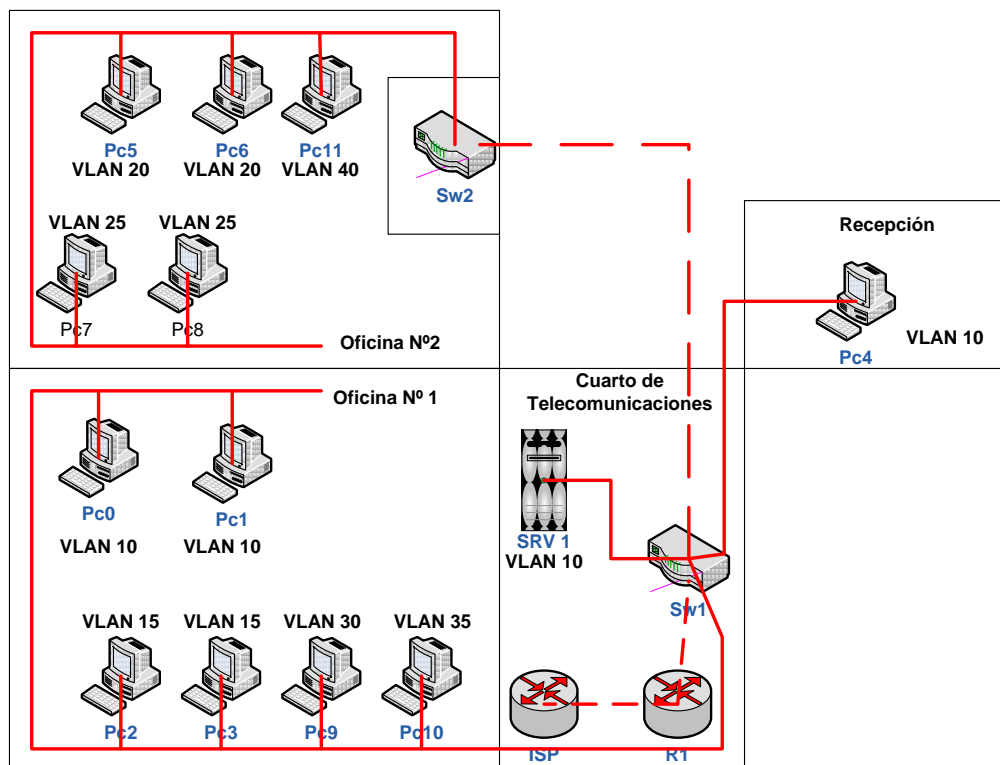 Pc5
VLAN 20
Pc6
VLAN 20
Pc11
VLAN 40
Sw2
VLAN 25
VLAN 25
Pc7
Pc8
Oficina Nº2
Recepción
VLAN 10
Pc4
Oficina Nº 1
Cuarto de
Telecomunicaciones
Pc0
VLAN 10
Pc1
VLAN 10
SRV 1
VLAN 10
Sw1
VLAN 15
VLAN 15
VLAN 30
VLAN 35
Pc2
Pc3
Pc9
Pc10
ISP
R1